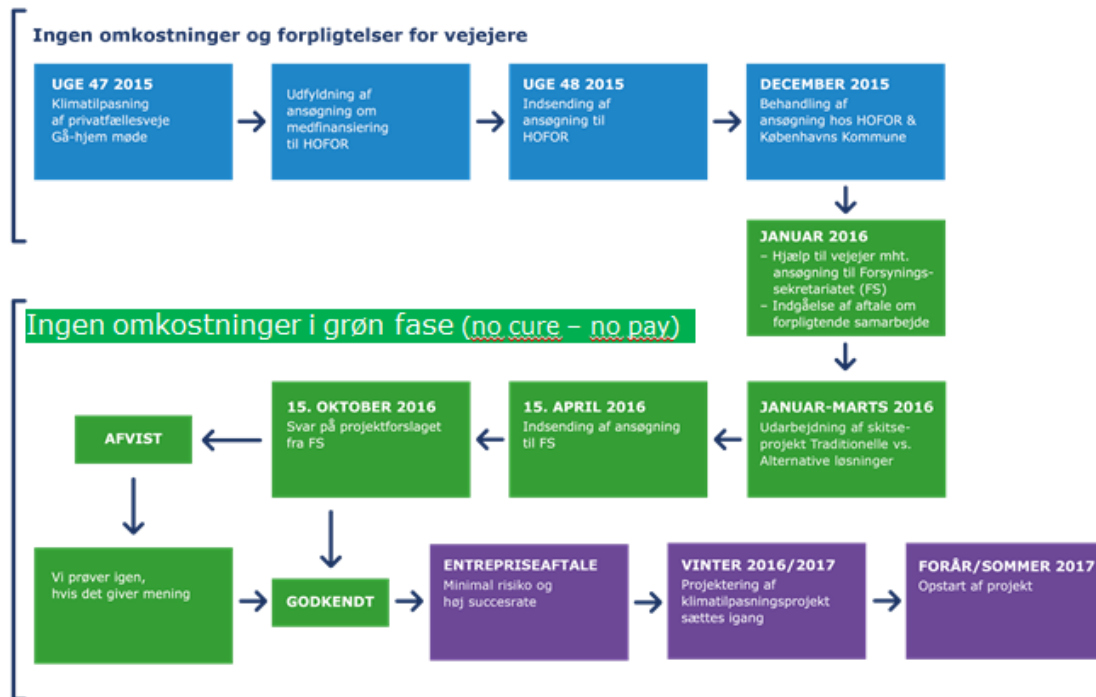 Ingen omkostninger og forpligtelser for vejejere
UGE 47 2015
Klimatilpasning
af privatfællesveje
Gå-hjem møde
Udfyldning af
ansøgning om
medfinansiering
til HOFOR
UGE 48 2015
Indsending af
ansøgning til
HOFOR
DECEMBER 2015
Behandling af
ansøgning hos HOFOR &
Københavns Kommune
JANUAR 2016
– Hjælp til vejejer mht.
ansøgning til Forsynings-
sekretariatet (FS)
– Indgåelse af aftale om
forpligtende samarbejde
Ingen omkostninger i grøn fase (no cure – no pay)
JANUAR-MARTS 2016
Udarbejdning af skitse-
projekt Traditionelle vs.
Alternative løsninger
15. APRIL 2016
Indsending af ansøgning
til FS
15. OKTOBER 2016
Svar på projektforslaget
fra FS
AFVIST
Vi prøver igen,
hvis det giver mening
GODKENDT
ENTREPRISEAFTALE
Minimal risiko og
høj succesrate
VINTER 2016/2017
Projektering af
klimatilpasningsprojekt
sættes igang
FORÅR/SOMMER 2017
Opstart af projekt